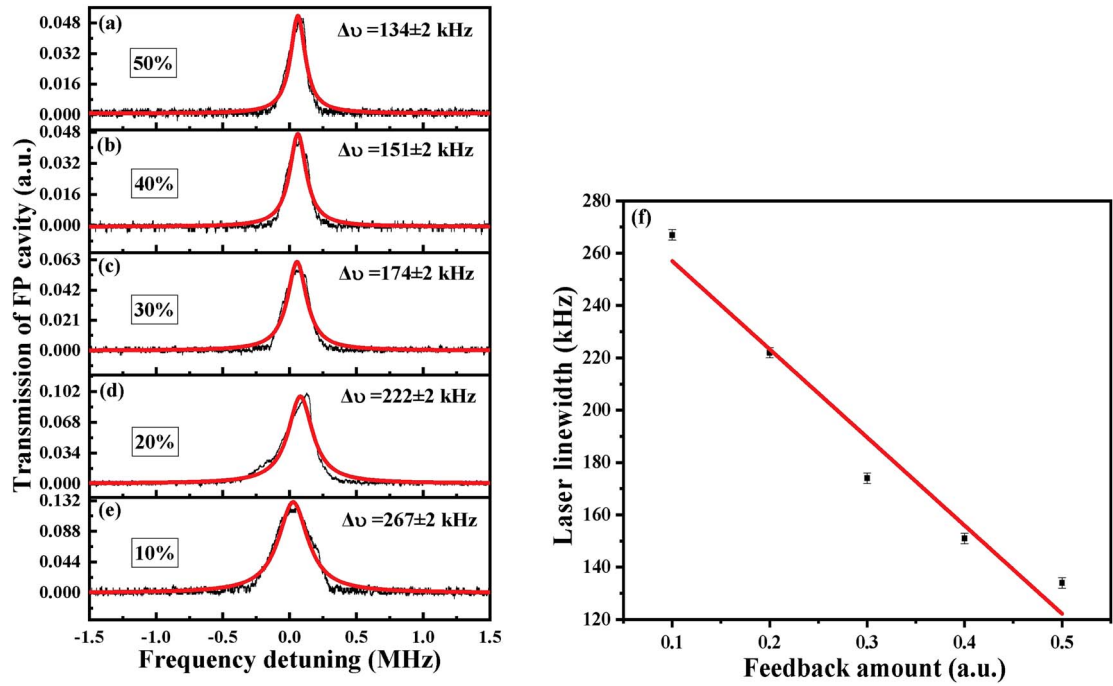 (a)
Δυ =134±2 kHz
50%
0.048
0.032
0.016
0.000
(b)
Δυ =151±2 kHz
40%
0.048
0.032
0.016
0.000
(c)
Δυ =174±2 kHz
30%
0.063
0.042
0.021
0.000
(d)
Δυ =222±2 kHz
20%
0.102
0.068
0.034
0.000
(e)
Δυ =267±2 kHz
10%
0.132
0.088
0.044
0.000
Transmission of FP cavity (a.u.)
-1.5 -1.0 -0.5 0.0 0.5 1.0 1.5
Frequency detuning (MHz)
(f)
280
260
240
220
200
180
160
140
120
Laser linewidth (kHz)
0.1 0.2 0.3 0.4 0.5
Feedback amount (a.u.)